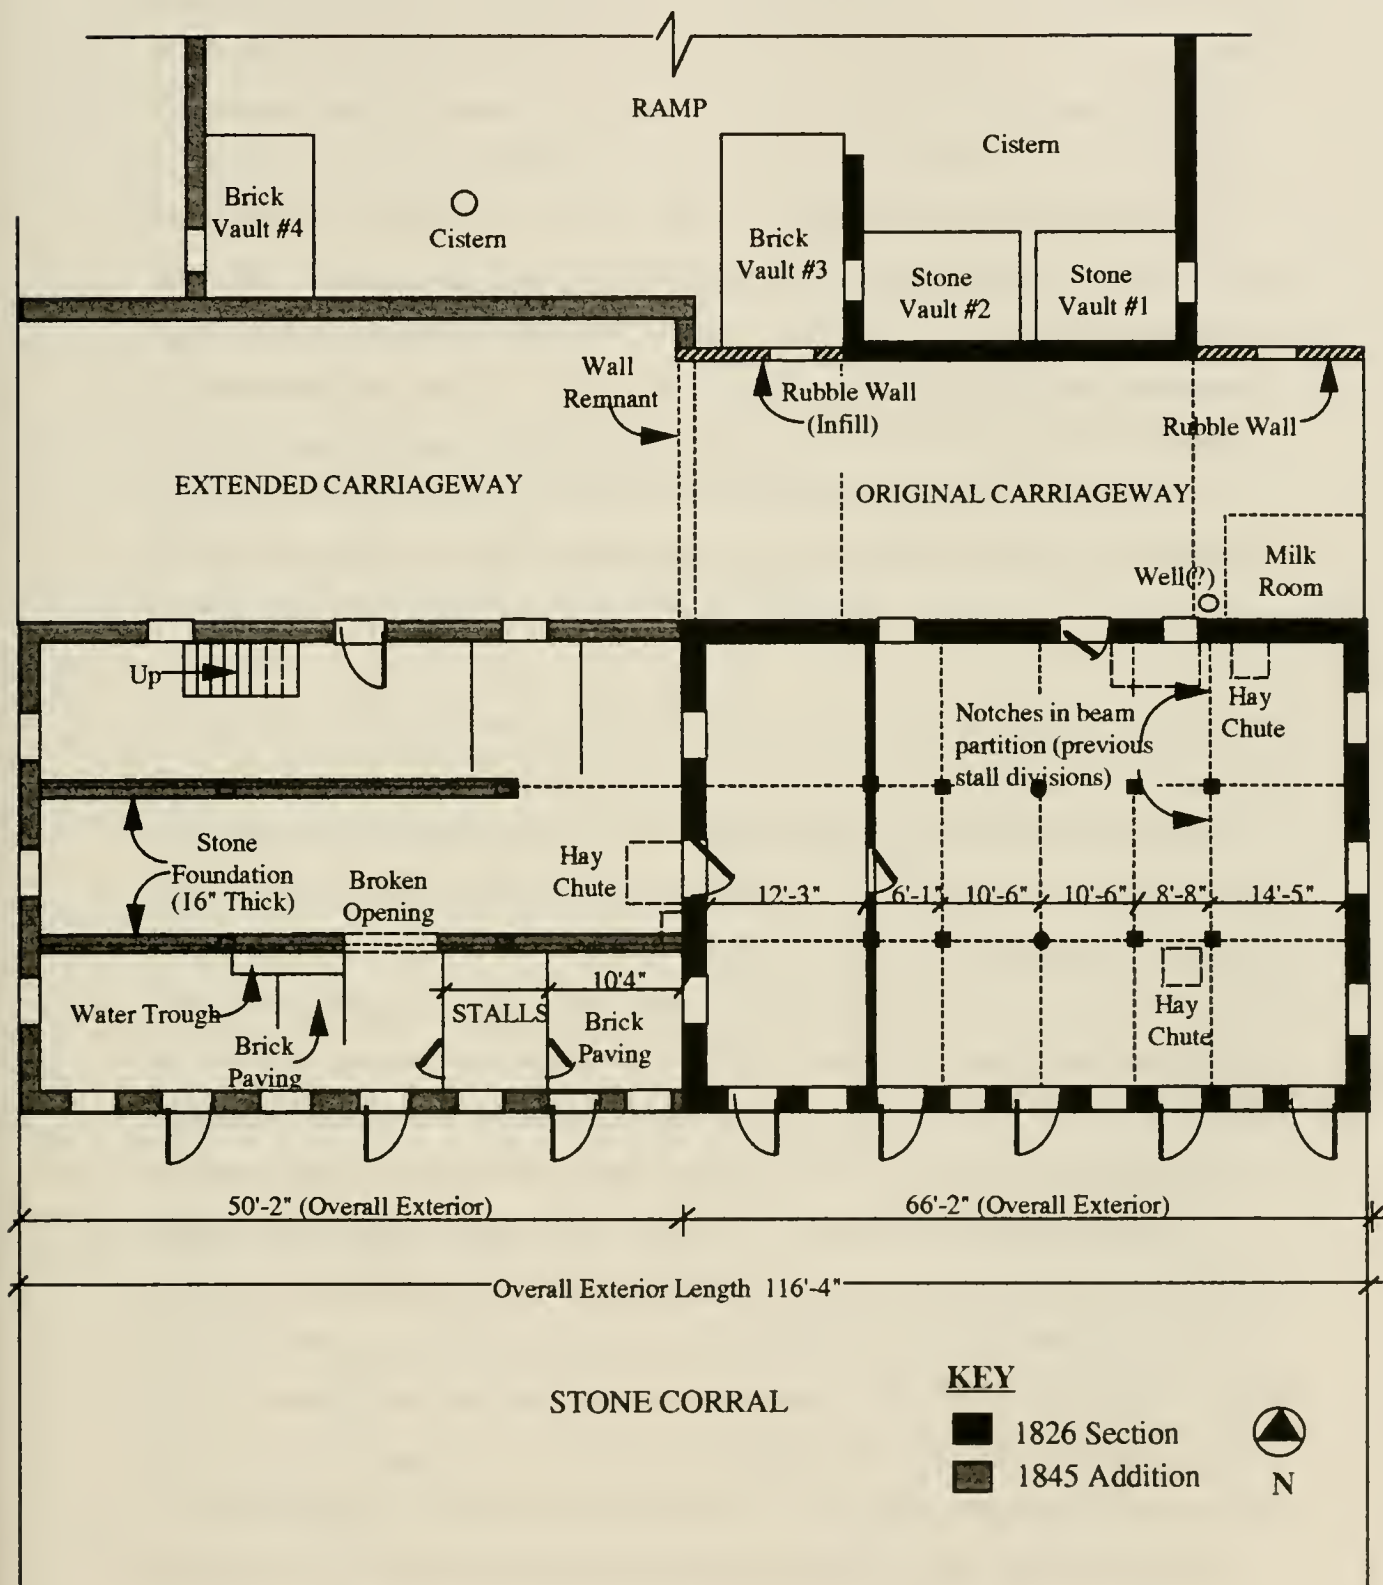 RAMP
Cistern
Brick
Vault #4
Cistern
Brick
Vault #3
Stone
Vault #2
Stone
Vault #1
Wall
Remnant
Rubble Wall
(Infill)
Rubble Wall
EXTENDED CARRIAGEWAY
ORIGINAL CARRIAGEWAY
Milk
Room
Well(?)
Up
Notches in beam
partition (previous
stall divisions)
Hay
Chute
Stone
Foundation
(16" Thick)
Broken
Opening
Hay
Chute
12'-3"
6'-1"
10'-6"
10'-6"
8'-8"
14'-5"
Water Trough
Brick
Paving
STALLS
10'4"
Brick
Paving
Hay
Chute
50'-2" (Overall Exterior)
66'-2" (Overall Exterior)
Overall Exterior Length 116'-4"
STONE CORRAL
KEY
1826 Section
1845 Addition
N